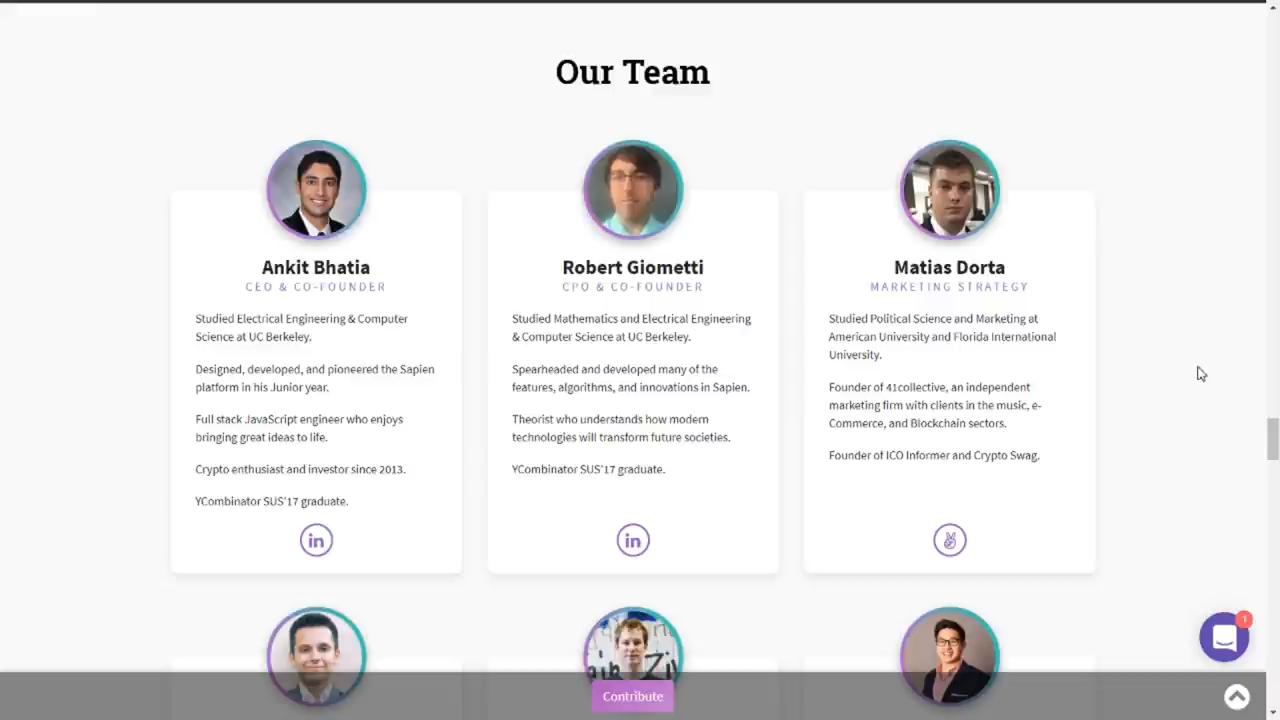 Our Team
Ankit Bhatia
CEO & CO-FOUNDER
Studied Electrical Engineering & Computer
Science at UC Berkeley.
Designed, developed, and pioneered the Sapien
platform in his Junior year.
Full stack JavaScript engineer who enjoys
bringing great ideas to life.
Crypto enthusiast and investor since 2013.
YCombinator SUS'17 graduate.
in
Robert Giometti
CPO & CO-FOUNDER
Studied Mathematics and Electrical Engineering
& Computer Science at UC Berkeley.
Spearheaded and developed many of the
features, algorithms, and innovations in Sapien.
Theorist who understands how modern
technologies will transform future societies.
YCombinator SUS'17 graduate.
in
Matias Dorta
MARKETING STRATEGY
Studied Political Science and Marketing at
American University and Florida International
University.
Founder of 41collective, an independent
marketing firm with clients in the music, e-
Commerce, and Blockchain sectors.
Founder of ICO Informer and Crypto Swag.
1
Contribute